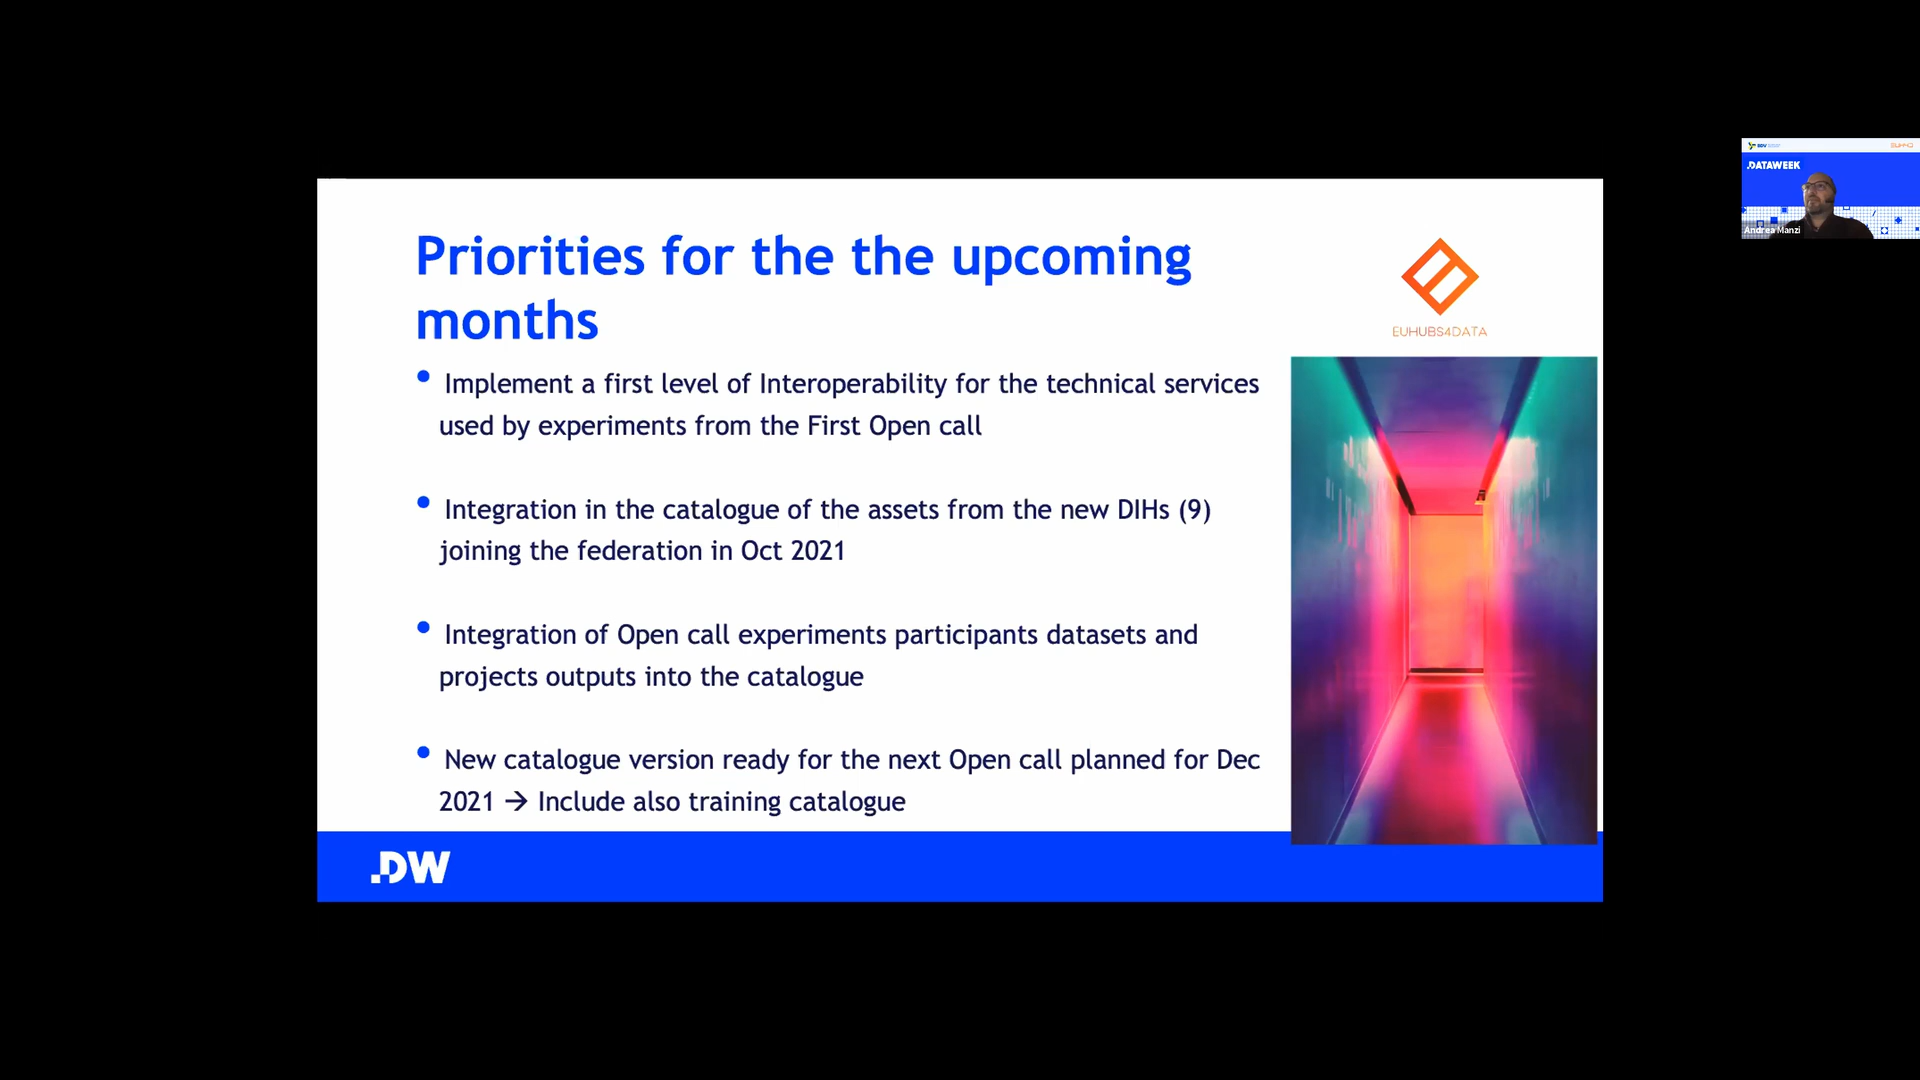 Priorities for the the upcoming
months
EUHUBS4DATA
• Implement a first level of Interoperability for the technical services
used by experiments from the First Open call
• Integration in the catalogue of the assets from the new DIHs (9)
joining the federation in Oct 2021
• Integration of Open call experiments participants datasets and
projects outputs into the catalogue
• New catalogue version ready for the next Open call planned for Dec
2021 → Include also training catalogue
.DW
.DATAWEEK
Andrea Manzi